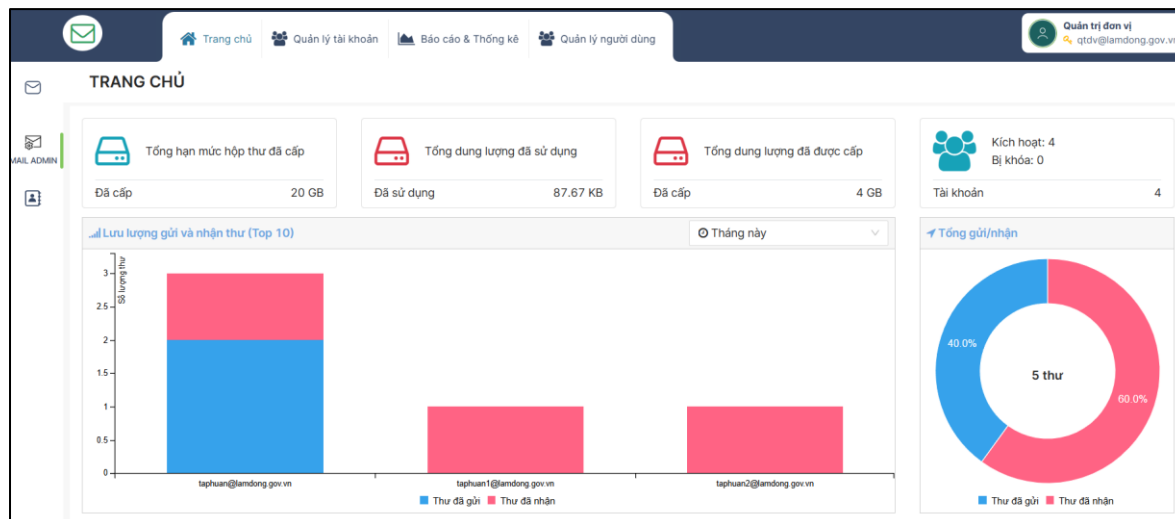 Trang chủ
Quản lý tài khoản
Báo cáo & Thống kê
Quản lý người dùng
Quản trị đơn vị
qtdv@lamdong.gov.vn
TRANG CHỦ
MAIL ADMIN
Tổng hạn mức hộp thư đã cấp
Đã cấp 20 GB
Tổng dung lượng đã sử dụng
Đã sử dụng 87.67 KB
Tổng dung lượng đã được cấp
Đã cấp 4 GB
Kích hoạt: 4
Bị khóa: 0
Tài khoản 4
Lưu lượng gửi và nhận thư (Top 10)
Tháng này
Số lượng thư
3
2.5
2
1.5
1
0.5
0
taphuan@lamdong.gov.vn
taphuan1@lamdong.gov.vn
taphuan2@lamdong.gov.vn
Thư đã gửi Thư đã nhận
Tổng gửi/nhận
40.0%
5 thư
60.0%
Thư đã gửi Thư đã nhận